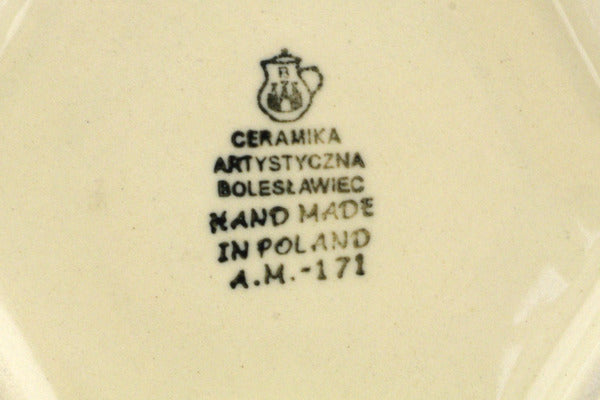 B
CERAMIKA
ARTYSTYCZNA
BOLESŁAWIEC
HAND MADE
IN POLAND
A.M.-171